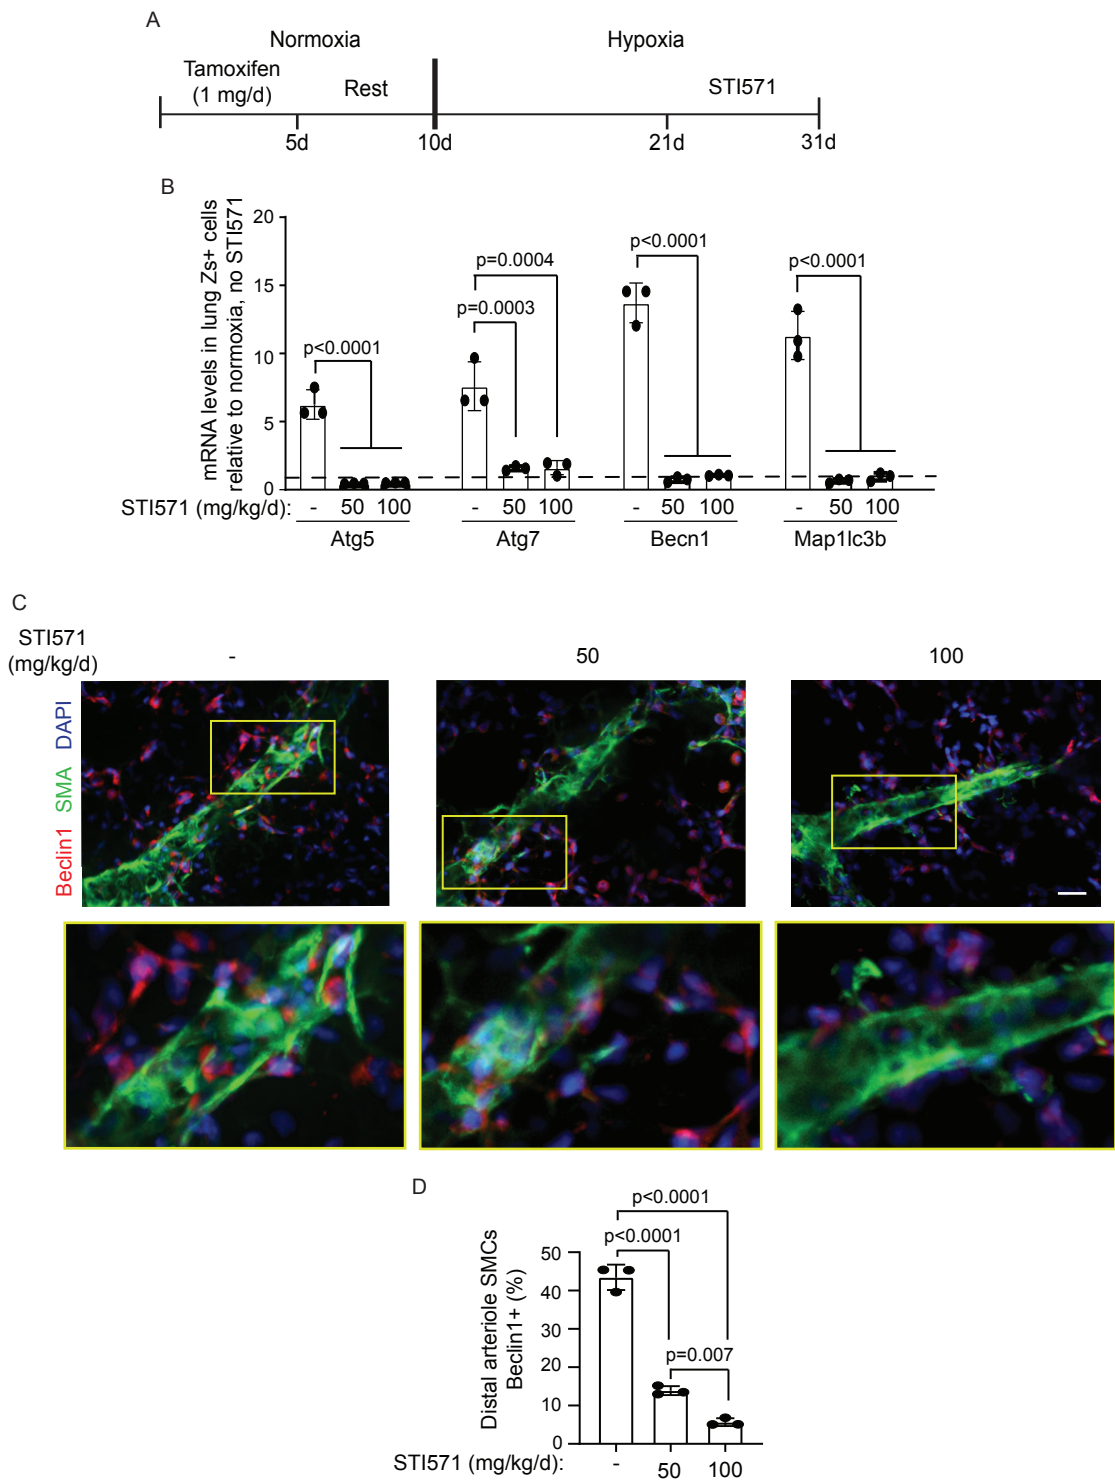 A
Normoxia
Hypoxia
Tamoxifen
(1 mg/d)
Rest
STI571
5d
10d
21d
31d
B
mRNA levels in lung Zs+ cells
relative to normoxia, no STI571
20
15
10
5
0
p<0.0001
p=0.0004
p=0.0003
p<0.0001
p<0.0001
STI571 (mg/kg/d): - 50 100 - 50 100 - 50 100 - 50 100
Atg5 Atg7 Becn1 Map1lc3b
C
STI571
(mg/kg/d) - 50 100
Beclin1 SMA DAPI
D
Distal arteriole SMCs
Beclin1+ (%)
50
40
30
20
10
0
p<0.0001
p<0.0001
p=0.007
STI571 (mg/kg/d): - 50 100